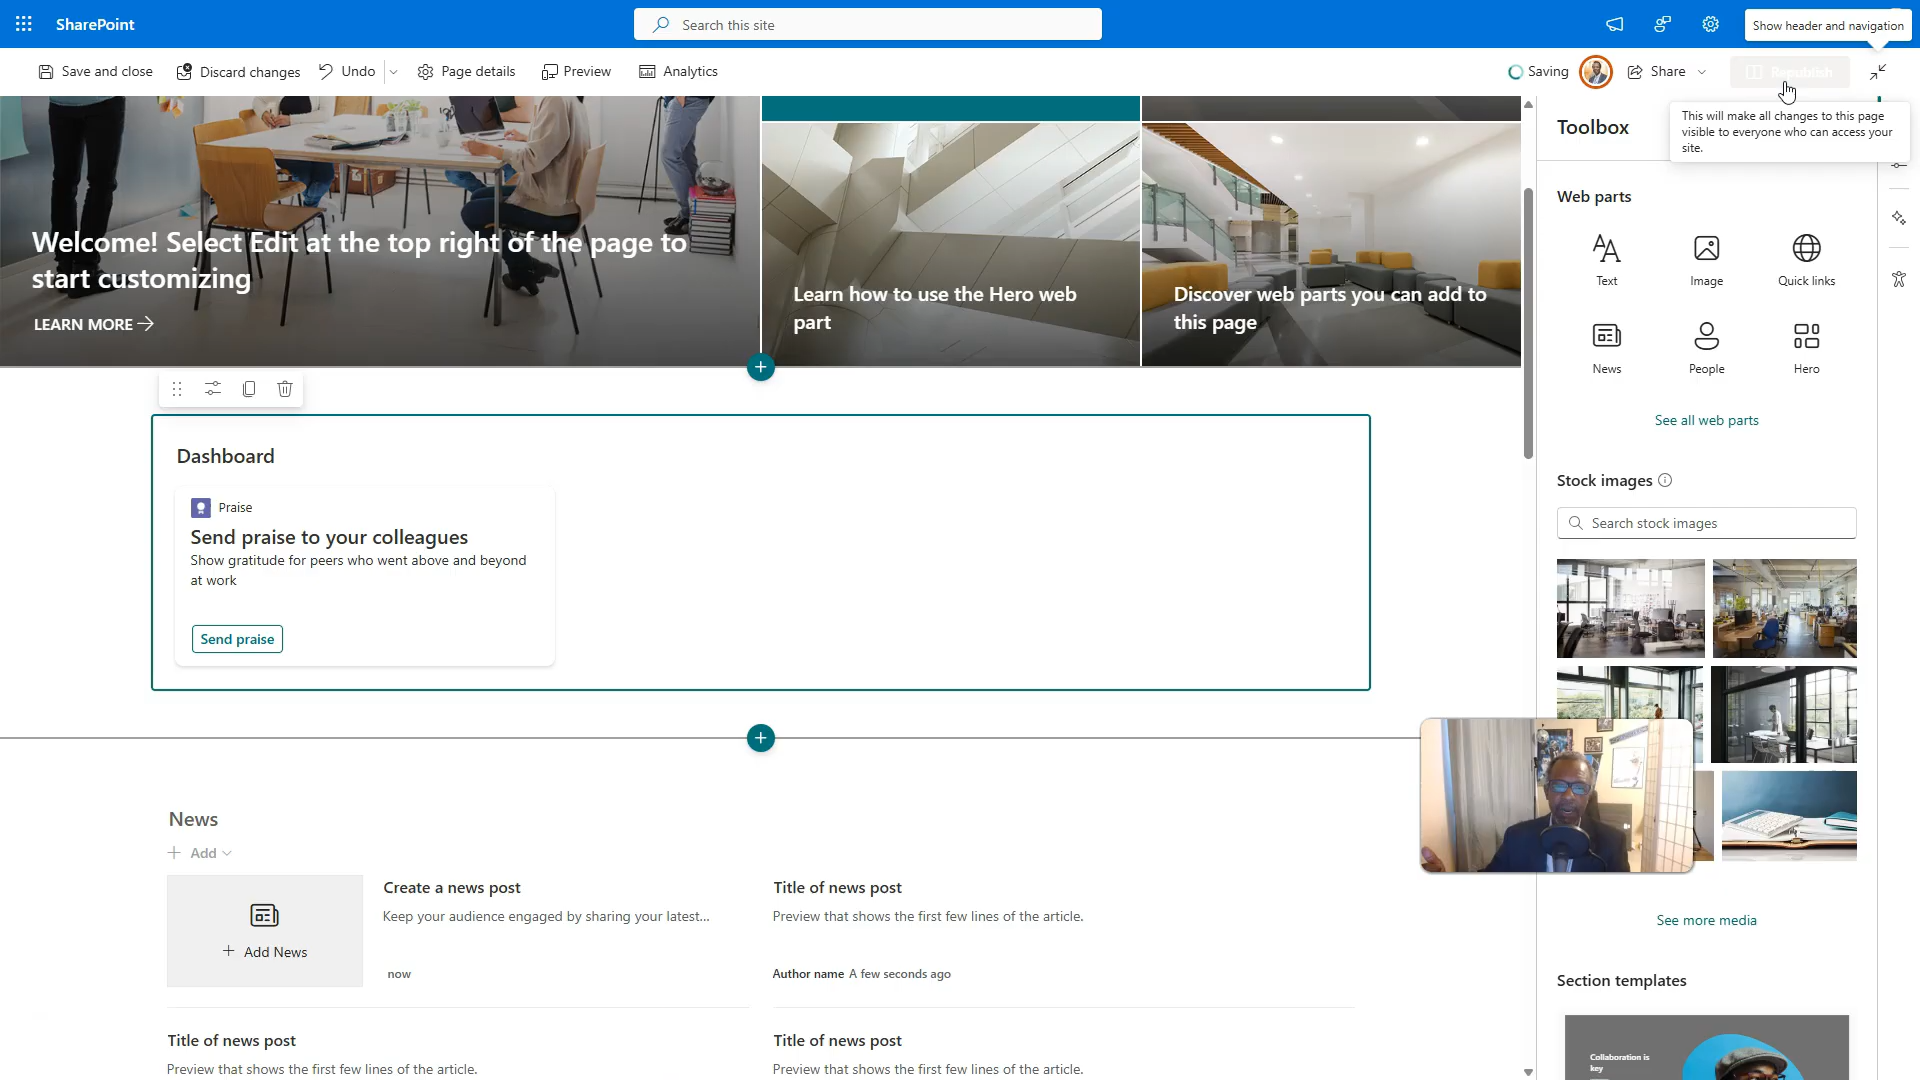 SharePoint
Search this site
Show header and navigation
Save and close
Discard changes
Undo
Page details
Preview
Analytics
Saving
Share
Republish
This will make all changes to this page
visible to everyone who can access your
site.
Welcome! Select Edit at the top right of the page to
start customizing
LEARN MORE
Learn how to use the Hero web
part
Discover web parts you can add to
this page
Toolbox
Web parts
Text
Image
Quick links
News
People
Hero
See all web parts
Stock images
Search stock images
See more media
Section templates
Collaboration is
key
Dashboard
Praise
Send praise to your colleagues
Show gratitude for peers who went above and beyond
at work
Send praise
News
Add
Add News
Create a news post
Keep your audience engaged by sharing your latest...
now
Title of news post
Preview that shows the first few lines of the article.
Author name A few seconds ago
Title of news post
Preview that shows the first few lines of the article.
Title of news post
Preview that shows the first few lines of the article.